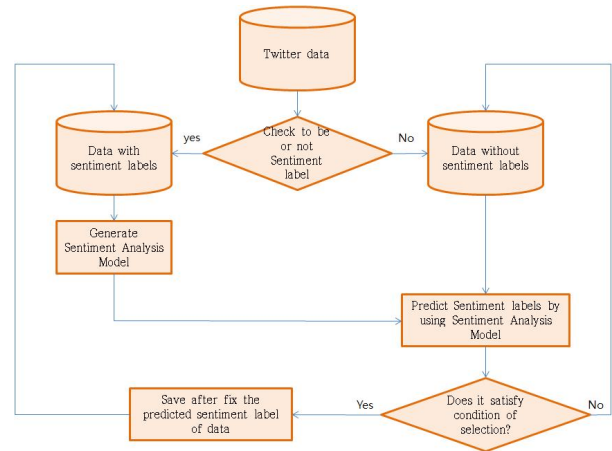 Twitter data
yes
Check to be
or not
Sentiment
label
No
Data with
sentiment labels
Data without
sentiment labels
Generate
Sentiment Analysis
Model
Predict Sentiment labels by
using Sentiment Analysis
Model
Save after fix the
predicted sentiment label
of data
Yes
Does it satisfy
condition of
selection?
No